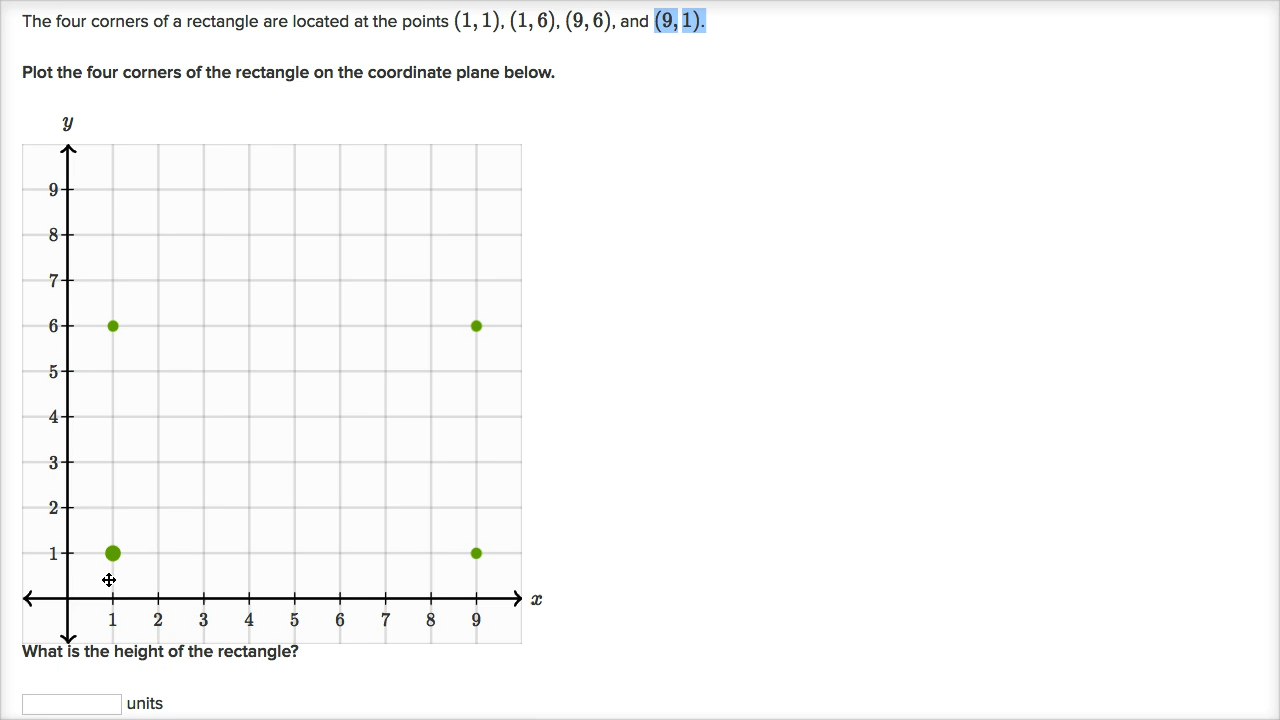 The four corners of a rectangle are located at the points (1, 1), (1, 6), (9, 6), and (9, 1).
Plot the four corners of the rectangle on the coordinate plane below.
y
9
8
7
6
5
4
3
2
1
x
1 2 3 4 5 6 7 8 9
What is the height of the rectangle?
units